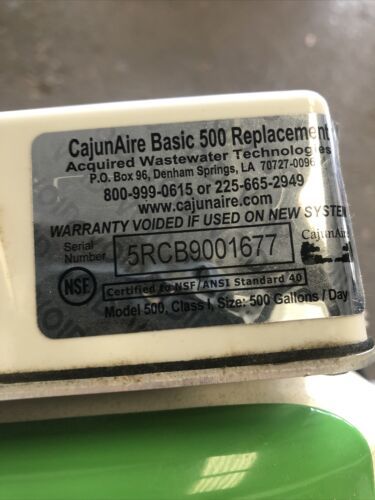 CajunAire Basic 500 Replacement
Acquired Wastewater Technologies
P.O. Box 96, Denham Springs, LA 70727-0096
800-999-0615 or 225-665-2949
www.cajunaire.com
WARRANTY VOIDED IF USED ON NEW SYSTEM
Serial Number 5RCB9001677
CajunAire
NSF
Certified to NSF/ANSI Standard 40
Model 500, Class I, Size: 500 Gallons / Day